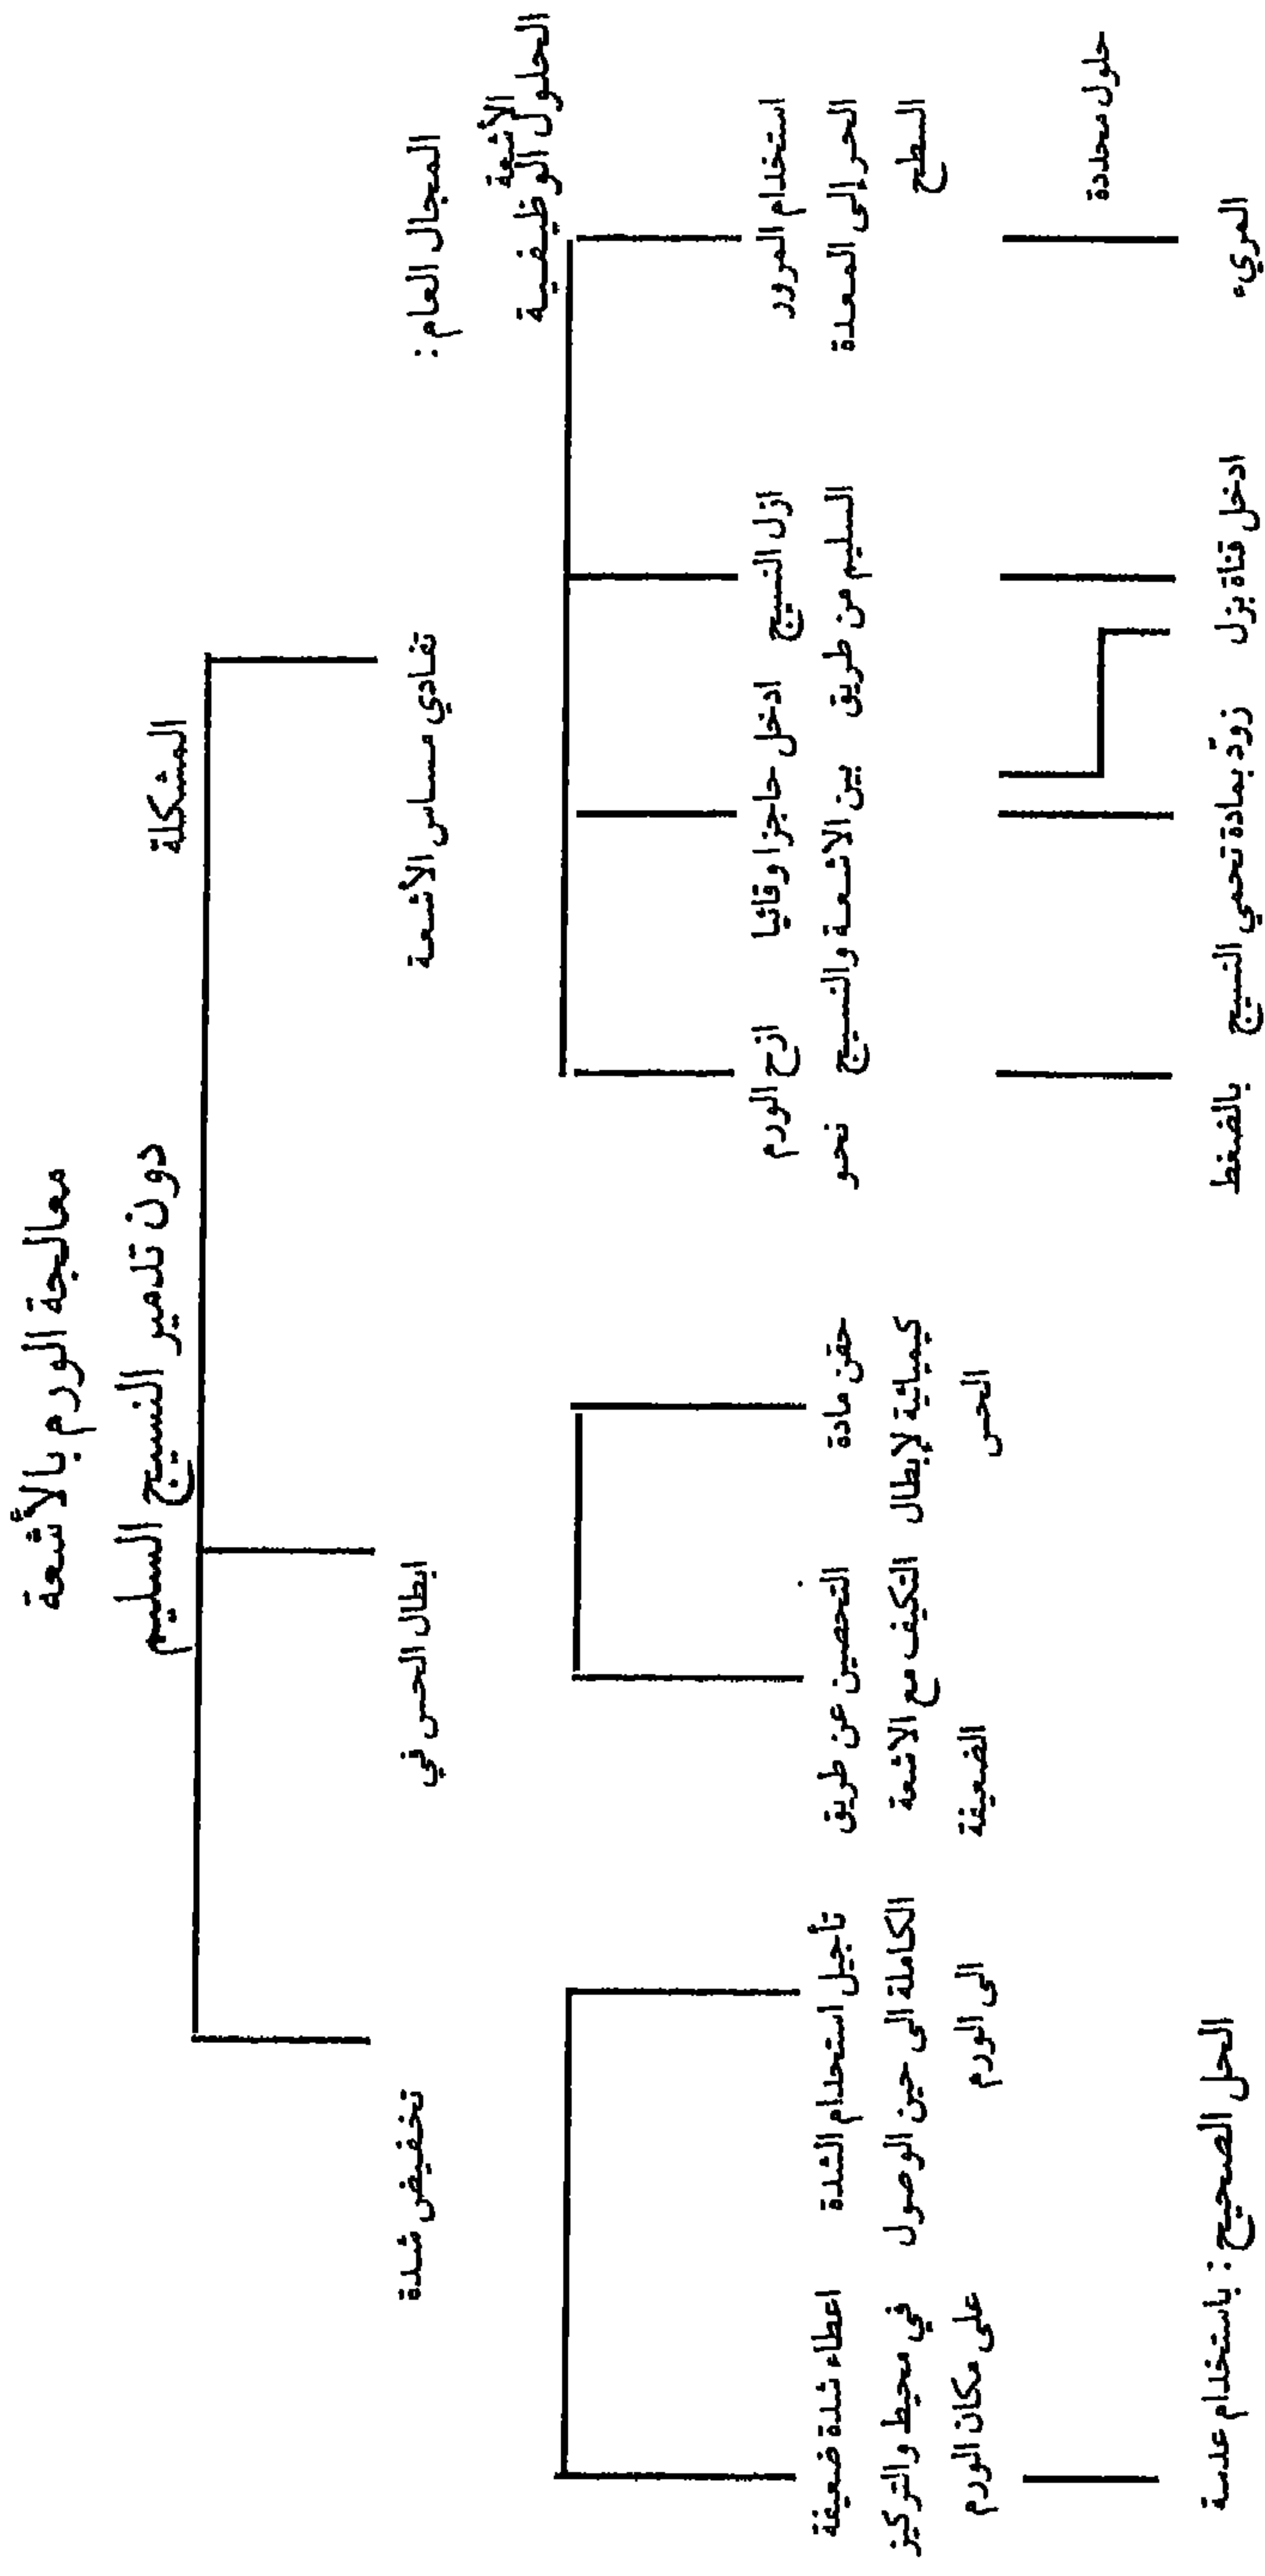 معالجة الورم بالأشعة
دون تدمير النسيج السليم
المشكلة
المجال العام :
تفادي مساس الأشعة
ابطال الحس في
تخفيض شدة
الأشعة
الحلول الوظيفية
استخدام المرور
الحر إلى المعدة
السطح
ازل النسيج
السليم من طريق
ادخل حاجزا وقائيا
بين الاشعة والنسيج
ازح الورم
نحو
حقن مادة
كيميائية لإبطال
الحس
التحصين عن طريق
التكيف مع الاشعة
الضعيفة
تأجيل استخدام الشدة
الكاملة الى حين الوصول
الى الورم
اعطاء شدة ضعيفة
في محيط والتركيز
على مكان الورم
حلول محددة
المريء
ادخل قناة بزل
زود بمادة تحمي النسيج
بالضغط
الحل الصحيح : باستخدام عدسة